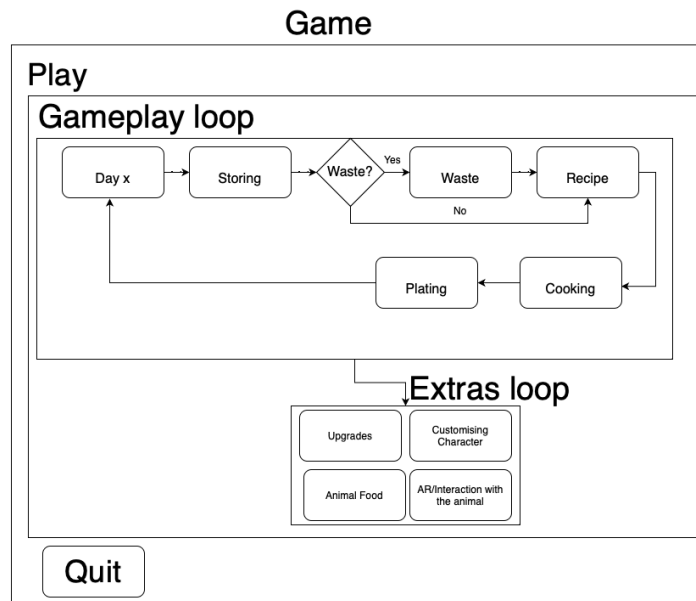 Game
Play
Gameplay loop
Day x
Storing
Waste?
Yes
Waste
Recipe
No
Plating
Cooking
Extras loop
Upgrades
Customising
Character
Animal Food
AR/Interaction with
the animal
Quit